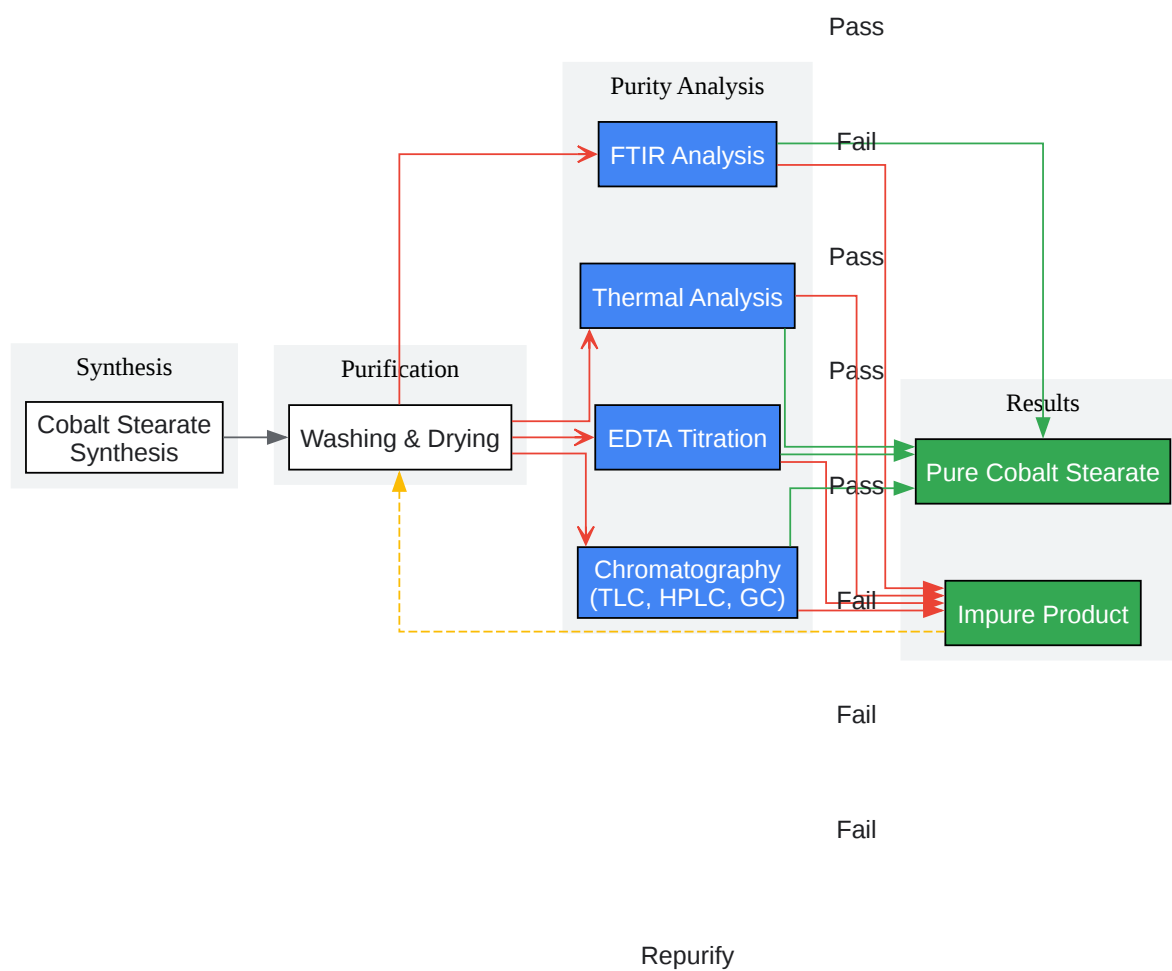 Pass
Purity Analysis
Fail
FTIR Analysis
Pass
Thermal Analysis
Synthesis
Purification
Pass
Results
Cobalt Stearate
Synthesis
Washing & Drying
EDTA Titration
Pure Cobalt Stearate
Pass
Chromatography
(TLC, HPLC, GC)
Fail
Impure Product
Fail
Fail
Repurify